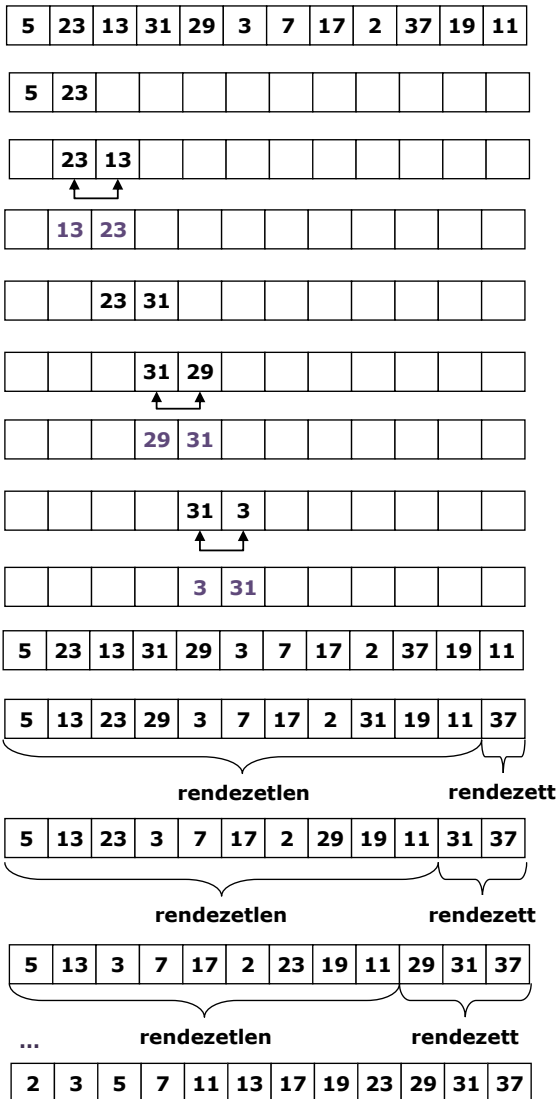 5 23 13 31 29 3 7 17 2 37 19 11
5 23
23 13
13 23
23 31
31 29
29 31
31 3
3 31
5 23 13 31 29 3 7 17 2 37 19 11
5 13 23 29 3 7 17 2 31 19 11 37
rendezetlen rendezett
5 13 23 3 7 17 2 29 19 11 31 37
rendezetlen rendezett
5 13 3 7 17 2 23 19 11 29 31 37
... rendezetlen rendezett
2 3 5 7 11 13 17 19 23 29 31 37